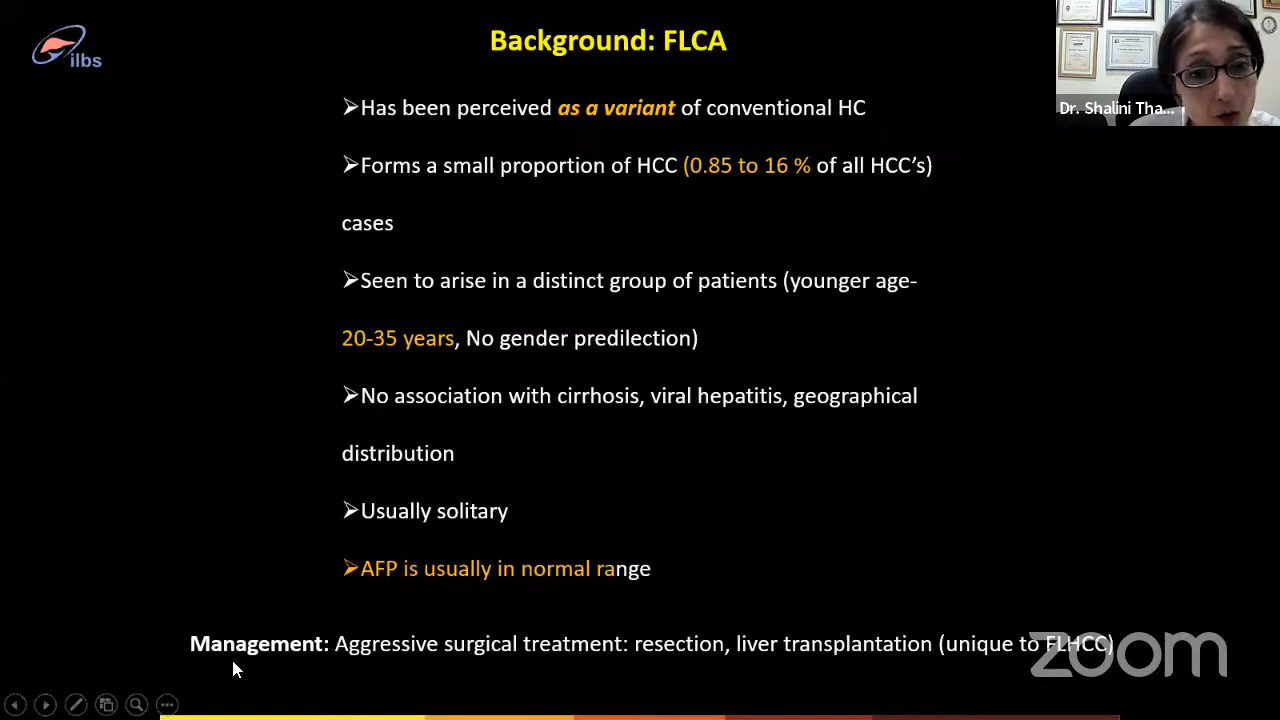 ilbs
Background: FLCA
Dr. Shalini Tha...
➢Has been perceived as a variant of conventional HC
➢Forms a small proportion of HCC (0.85 to 16 % of all HCC’s)
cases
➢Seen to arise in a distinct group of patients (younger age-
20-35 years, No gender predilection)
➢No association with cirrhosis, viral hepatitis, geographical
distribution
➢Usually solitary
➢AFP is usually in normal range
Management: Aggressive surgical treatment: resection, liver transplantation (unique to FLHCC)
zoom